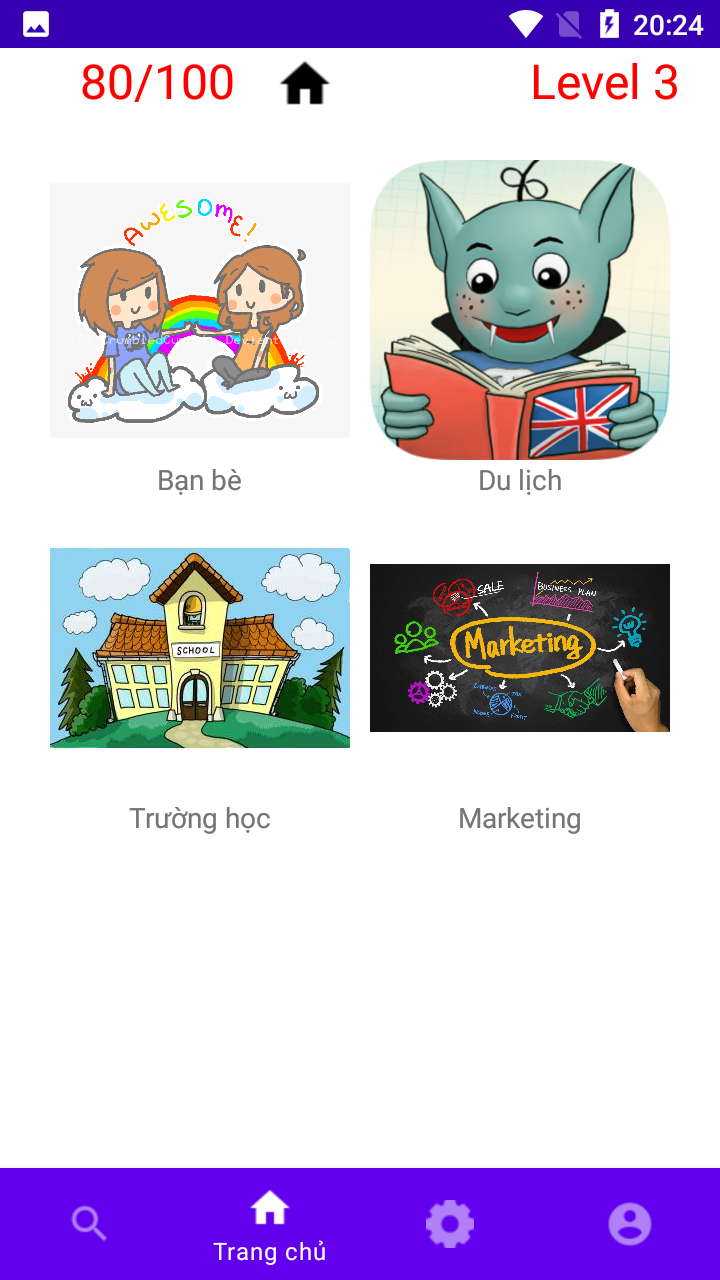 20:24
80/100
Level 3
AWESOME!
Bạn bè
Du lịch
SCHOOL
SALE
BUSINESS PLAN
Marketing
Trường học
Marketing
Trang chủ